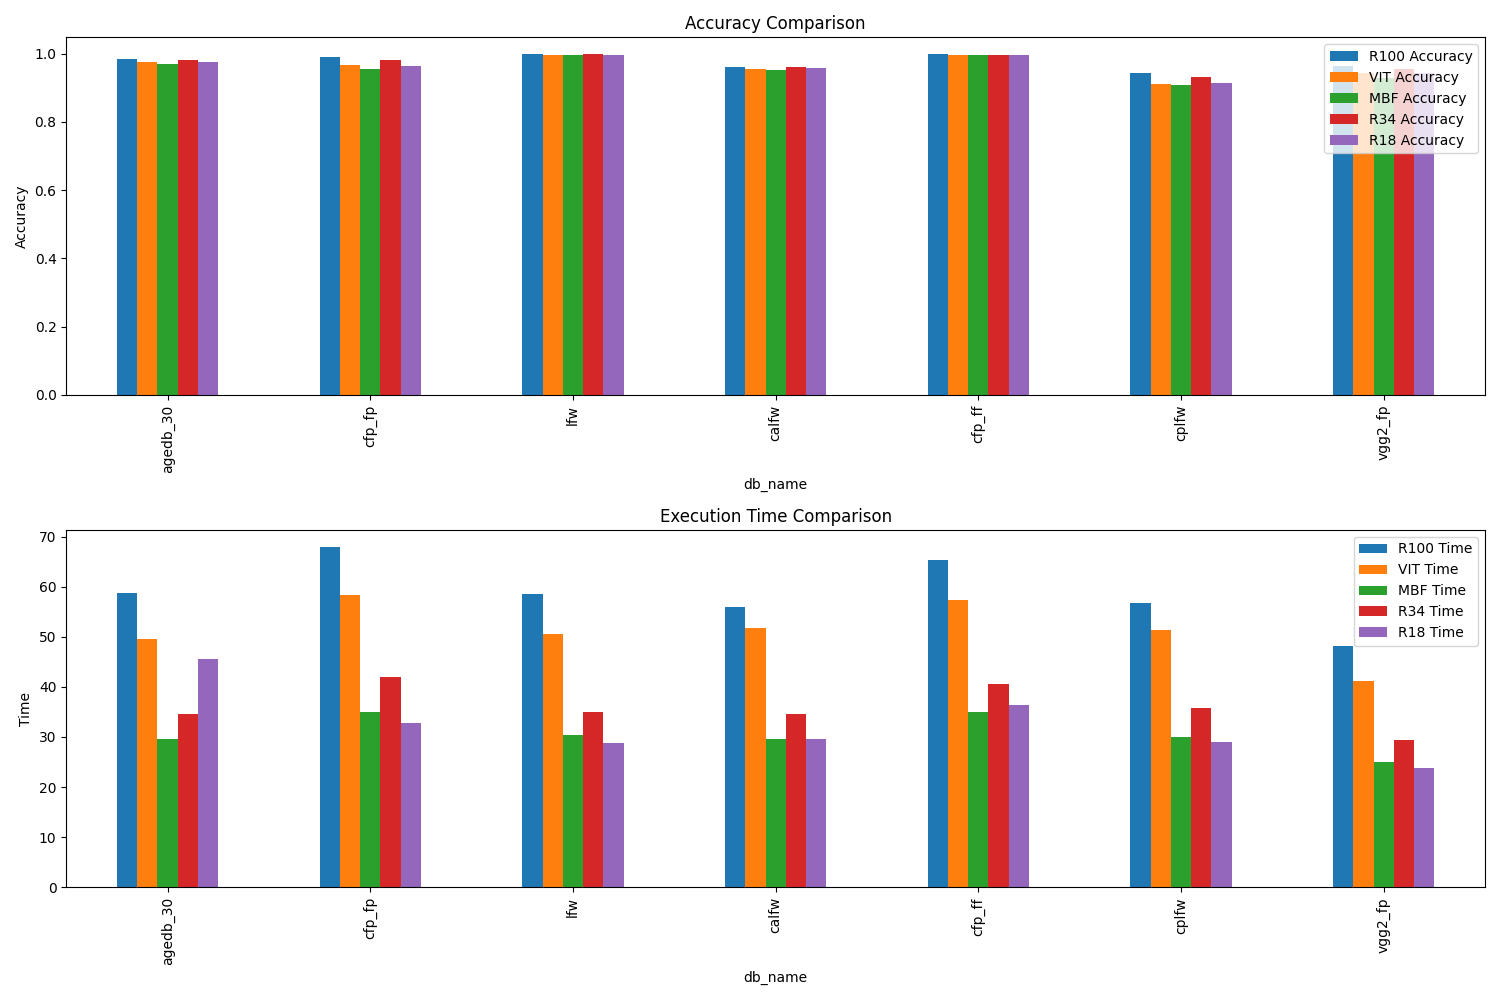 Accuracy Comparison
1.0
0.8
0.6
0.4
0.2
0.0
Accuracy
R100 Accuracy
VIT Accuracy
MBF Accuracy
R34 Accuracy
R18 Accuracy
agedb_30
cfp_fp
lfw
calfw
cfp_ff
cplfw
vgg2_fp
db_name
Execution Time Comparison
70
60
50
40
30
20
10
0
Time
R100 Time
VIT Time
MBF Time
R34 Time
R18 Time
agedb_30
cfp_fp
lfw
calfw
cfp_ff
cplfw
vgg2_fp
db_name